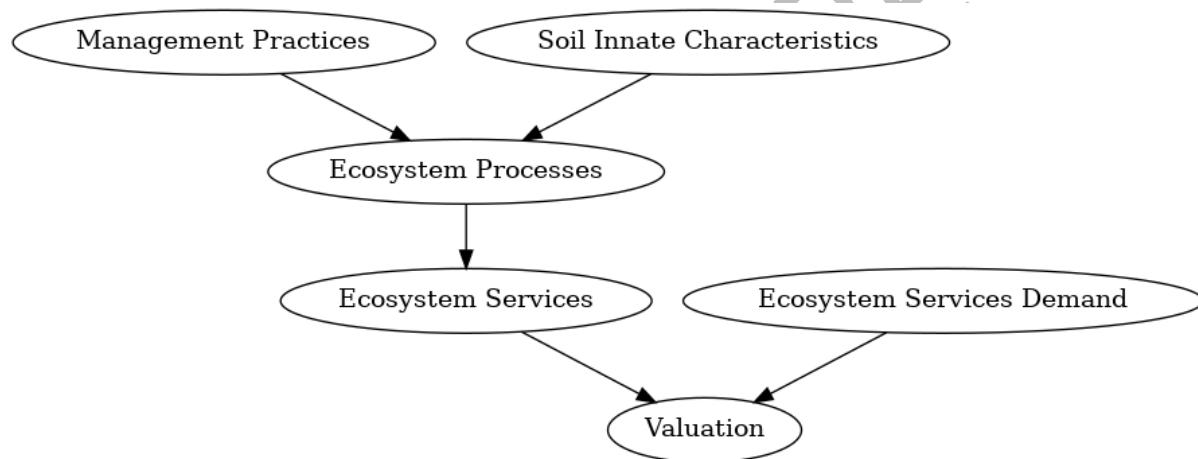 Management Practices
Soil Innate Characteristics
Ecosystem Processes
Ecosystem Services
Ecosystem Services Demand
Valuation